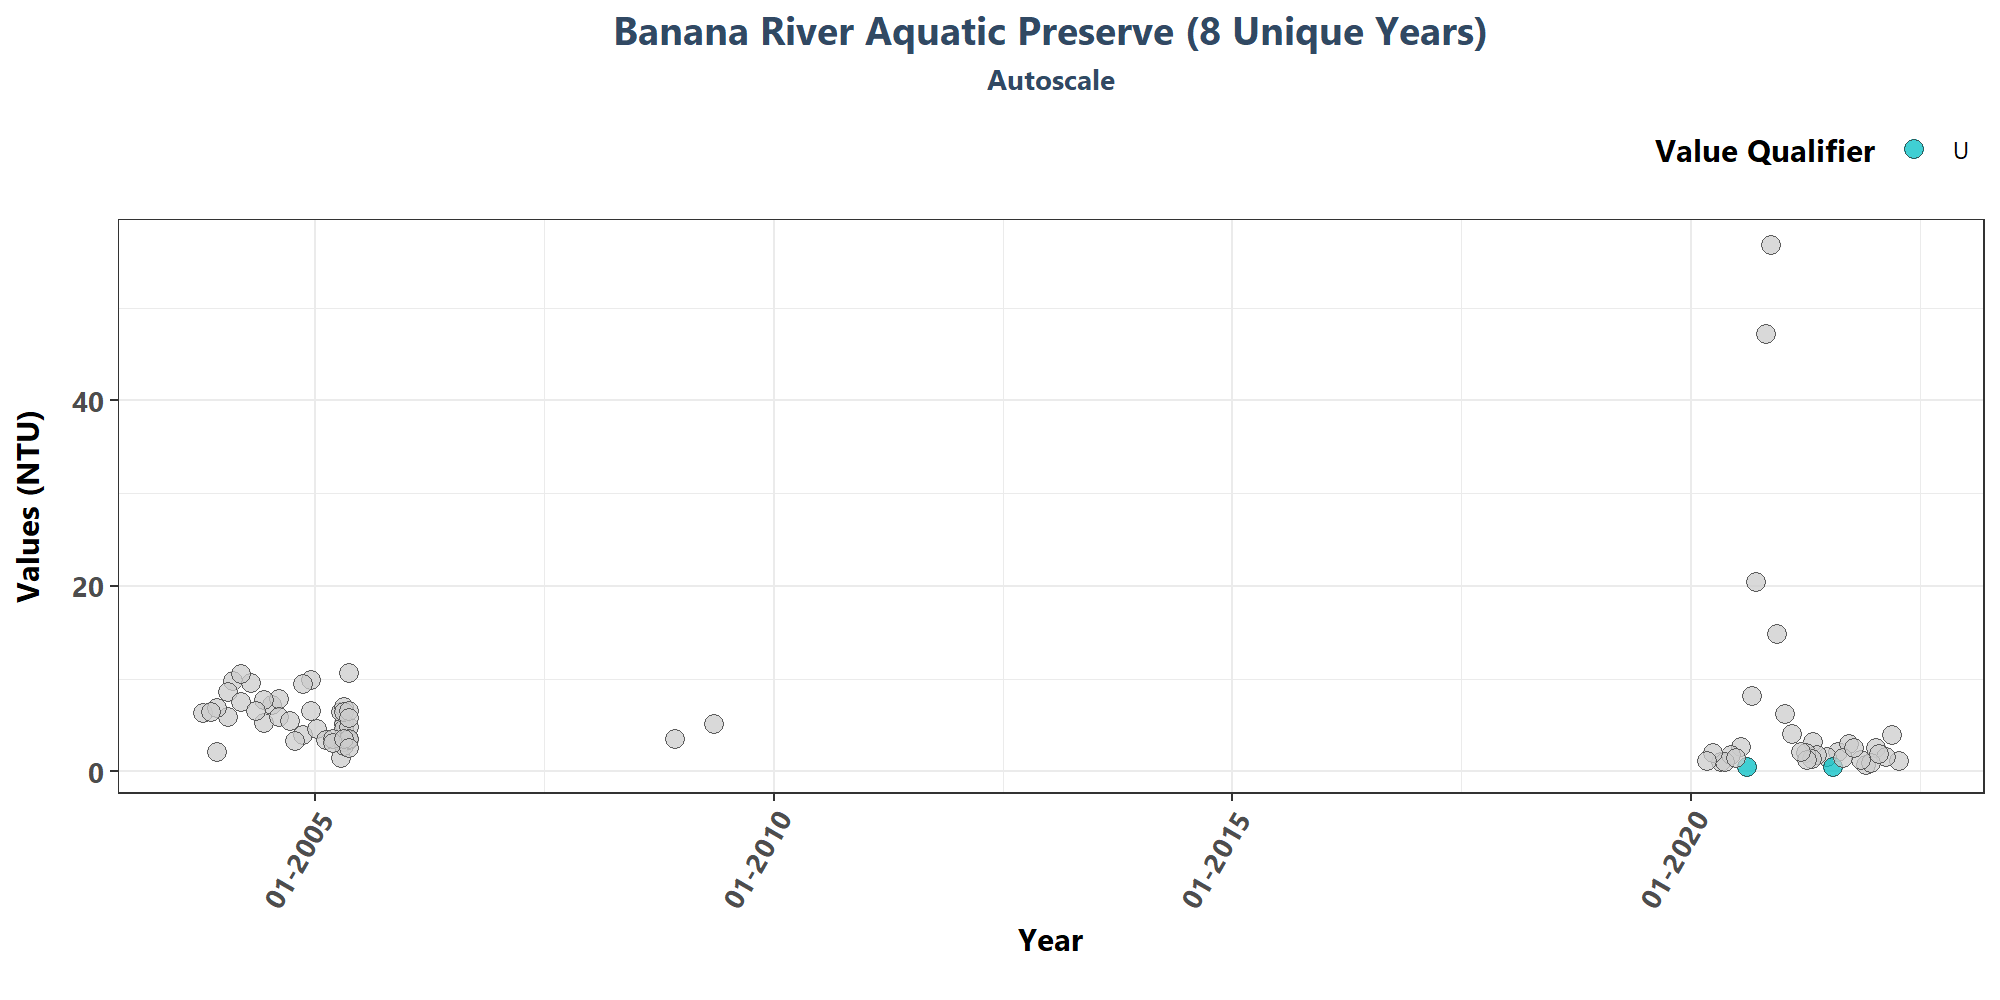 Banana River Aquatic Preserve (8 Unique Years)
Autoscale
Value Qualifier U
Values (NTU)
40
20
0
01-2005 01-2010 01-2015 01-2020
Year